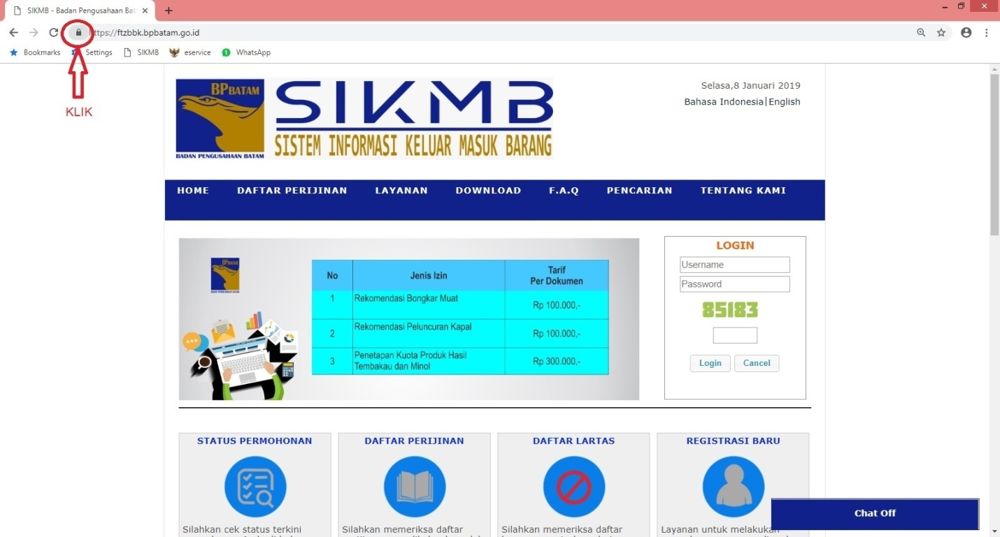 SIKMB - Badan Pengusahaan Bat
https://ftzbbk.bpbatam.go.id
Bookmarks Settings SIKMB eservice WhatsApp
KLIK
BPBATAM
BADAN PENGUSAHAAN BATAM
SIKMB
SISTEM INFORMASI KELUAR MASUK BARANG
Selasa,8 Januari 2019
Bahasa Indonesia|English
HOME DAFTAR PERIJINAN LAYANAN DOWNLOAD F.A.Q PENCARIAN TENTANG KAMI
BPBATAM
No Jenis Izin Tarif
Per Dokumen
1 Rekomendasi Bongkar Muat Rp 100.000,-
2 Rekomendasi Peluncuran Kapal Rp 100.000,-
3 Penetapan Kuota Produk Hasil
Tembakau dan Minol Rp 300.000,-
LOGIN
Username
Password
85183
Login Cancel
STATUS PERMOHONAN
Silahkan cek status terkini
DAFTAR PERIJINAN
Silahkan memeriksa daftar
DAFTAR LARTAS
Silahkan memeriksa daftar
REGISTRASI BARU
Layanan untuk melakukan
Chat Off